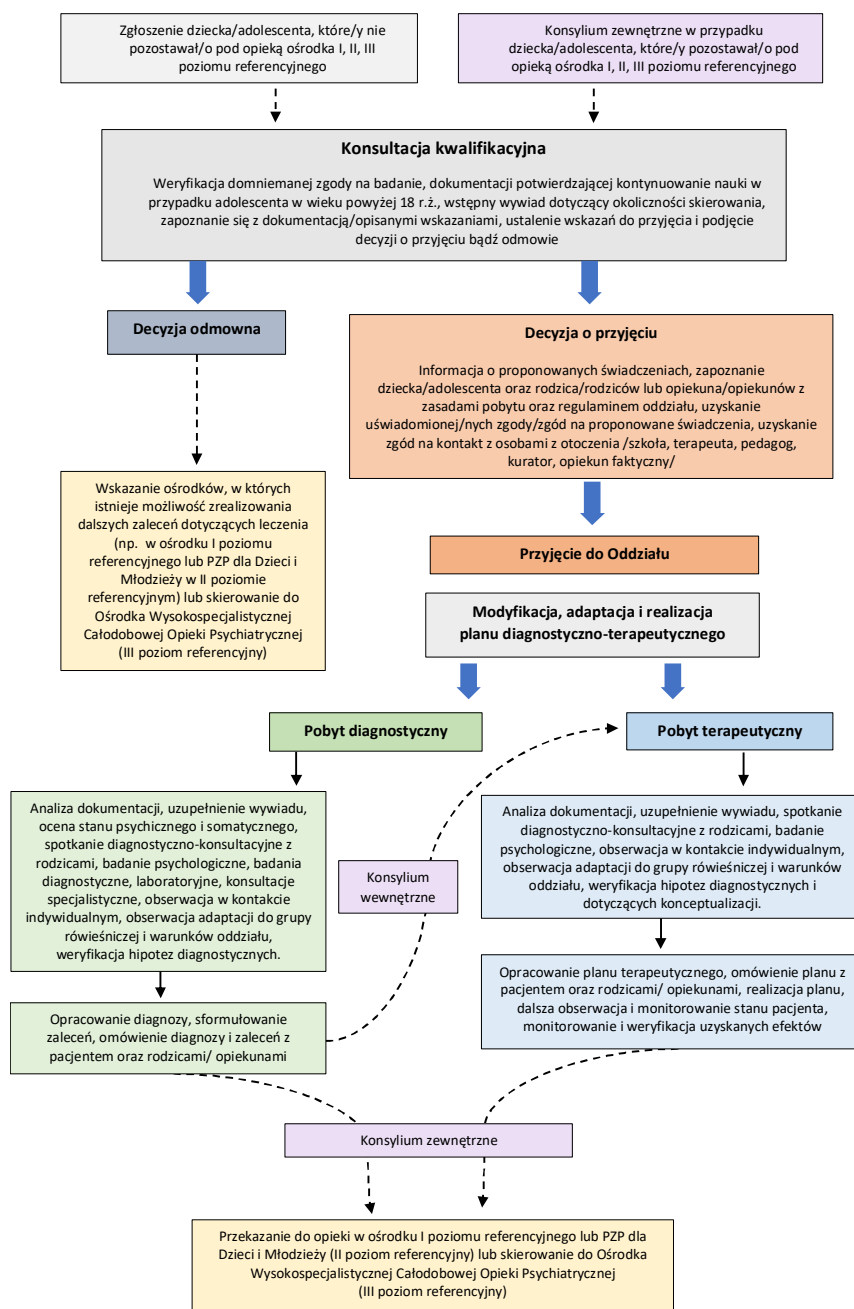 Zgłoszenie dziecka/adolescenta, które/y nie
pozostawał/o pod opieką ośrodka I, II, III
poziomu referencyjnego
Konsylium zewnętrzne w przypadku
dziecka/adolescenta, które/y pozostawał/o pod
opieką ośrodka I, II, III poziomu referencyjnego
Konsultacja kwalifikacyjna
Weryfikacja domniemanej zgody na badanie, dokumentacji potwierdzającej kontynuowanie nauki w
przypadku adolescenta w wieku powyżej 18 r.ż., wstępny wywiad dotyczący okoliczności skierowania,
zapoznanie się z dokumentacją/opisanymi wskazaniami, ustalenie wskazań do przyjęcia i podjęcie
decyzji o przyjęciu bądź odmowie
Decyzja odmowna
Decyzja o przyjęciu
Informacja o proponowanych świadczeniach, zapoznanie
dziecka/adolescenta oraz rodzica/rodziców lub opiekuna/opiekunów z
zasadami pobytu oraz regulaminem oddziału, uzyskanie
uświadomionej/nych zgody/zgód na proponowane świadczenia, uzyskanie
zgód na kontakt z osobami z otoczenia /szkoła, terapeuta, pedagog,
kurator, opiekun faktyczny/
Wskazanie ośrodków, w których
istnieje możliwość zrealizowania
dalszych zaleceń dotyczących leczenia
(np. w ośrodku I poziomu
referencyjnego lub PZP dla Dzieci i
Młodzieży w II poziomie
referencyjnym) lub skierowanie do
Ośrodka Wysokospecjalistycznej
Całodobowej Opieki Psychiatrycznej
(III poziom referencyjny)
Przyjęcie do Oddziału
Modyfikacja, adaptacja i realizacja
planu diagnostyczno-terapeutycznego
Pobyt diagnostyczny
Pobyt terapeutyczny
Analiza dokumentacji, uzupełnienie wywiadu,
ocena stanu psychicznego i somatycznego,
spotkanie diagnostyczno-konsultacyjne z
rodzicami, badanie psychologiczne, badania
diagnostyczne, laboratoryjne, konsultacje
specjalistyczne, obserwacja w kontakcie
indywidualnym, obserwacja adaptacji do grupy
rówieśniczej i warunków oddziału,
weryfikacja hipotez diagnostycznych.
Konsylium
wewnętrzne
Analiza dokumentacji, uzupełnienie wywiadu, spotkanie
diagnostyczno-konsultacyjne z rodzicami, badanie
psychologiczne, obserwacja w kontakcie indywidualnym,
obserwacja adaptacji do grupy rówieśniczej i warunków
oddziału, weryfikacja hipotez diagnostycznych i
dotyczących konceptualizacji.
Opracowanie diagnozy, sformułowanie
zaleceń, omówienie diagnozy i zaleceń z
pacjentem oraz rodzicami/ opiekunami
Opracowanie planu terapeutycznego, omówienie planu z
pacjentem oraz rodzicami/ opiekunami, realizacja planu,
dalsza obserwacja i monitorowanie stanu pacjenta,
monitorowanie i weryfikacja uzyskanych efektów
Konsylium zewnętrzne
Przekazanie do opieki w ośrodku I poziomu referencyjnego lub PZP dla
Dzieci i Młodzieży (II poziom referencyjny) lub skierowanie do Ośrodka
Wysokospecjalistycznej Całodobowej Opieki Psychiatrycznej
(III poziom referencyjny)